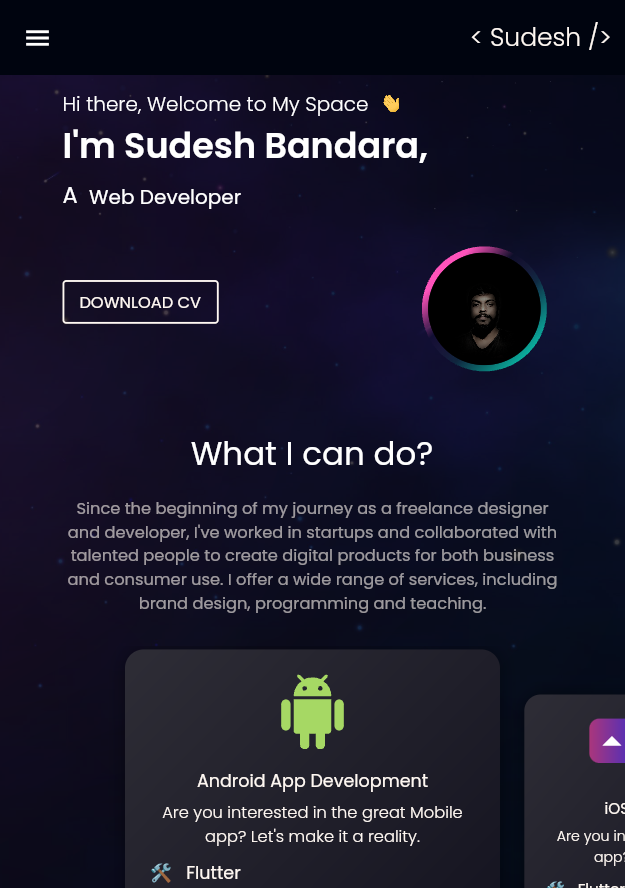 < Sudesh />
Hi there, Welcome to My Space 👋
I'm Sudesh Bandara,
A Web Developer
DOWNLOAD CV
What I can do?
Since the beginning of my journey as a freelance designer
and developer, I've worked in startups and collaborated with
talented people to create digital products for both business
and consumer use. I offer a wide range of services, including
brand design, programming and teaching.
Android App Development
Are you interested in the great Mobile
app? Let's make it a reality.
🛠️ Flutter
iOS
Are you in
app?